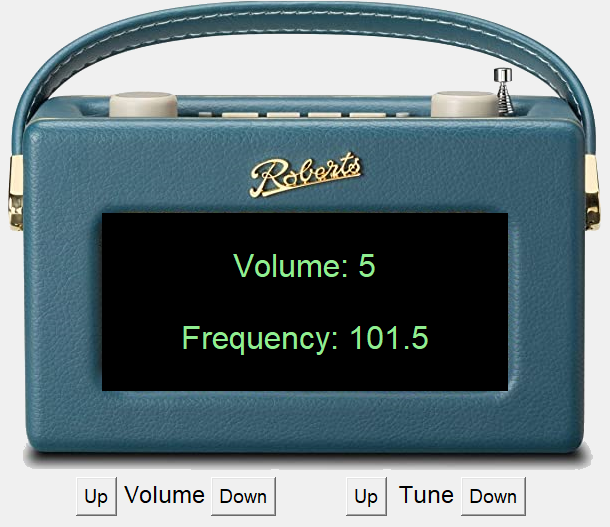 Roberts
Volume: 5
Frequency: 101.5
Up Volume Down Up Tune Down